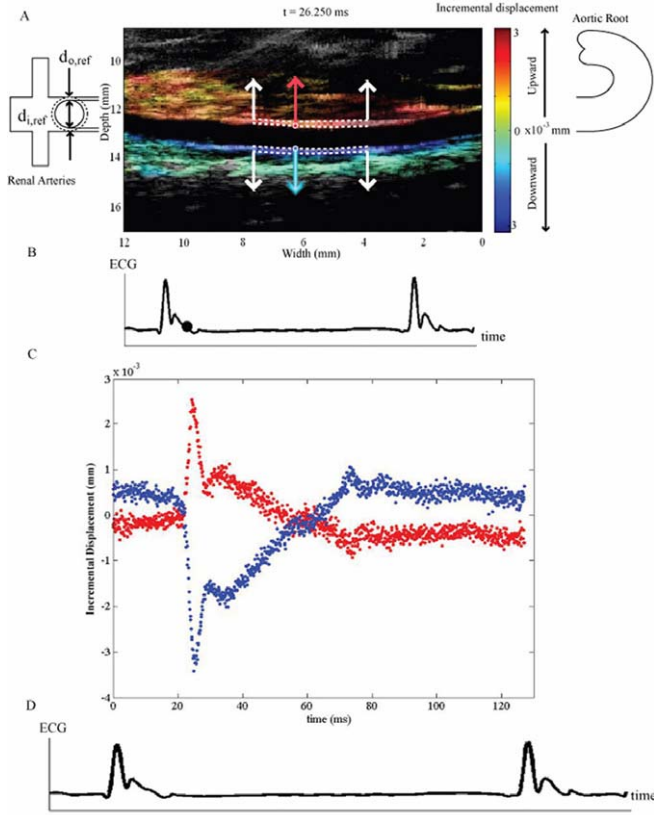 A
t = 26.250 ms
Incremental displacement
Aortic Root
d_o,ref
d_i,ref
Renal Arteries
Depth (mm)
10
12
14
16
12
10
8
6
4
2
0
Width (mm)
3
0 x10⁻³ mm
3
Upward
Downward
B
ECG
time
C
x 10⁻³
3
2
1
0
-1
-2
-3
-4
0
20
40
60
80
100
120
Incremental Displacement (mm)
time (ms)
D
ECG
time